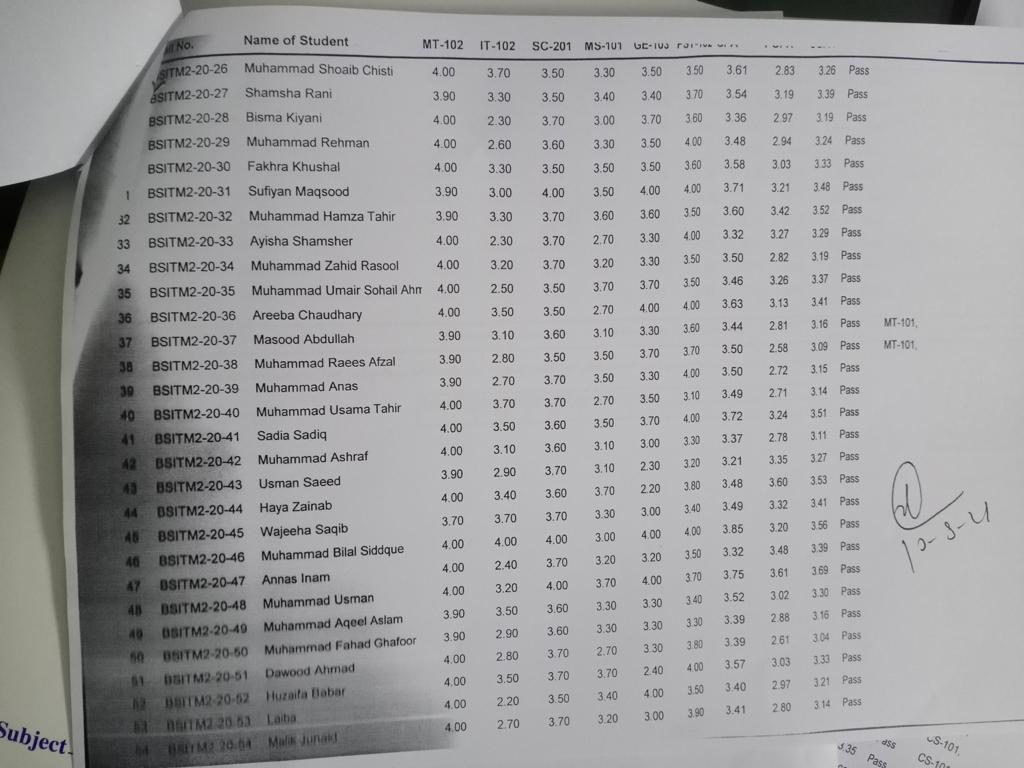 No. Name of Student MT-102 IT-102 SC-201 MS-101 GE-103
BSITM2-20-26 Muhammad Shoaib Chisti 4.00 3.70 3.50 3.30 3.50 3.50 3.61 2.83 3.26 Pass
BSITM2-20-27 Shamsha Rani 3.90 3.30 3.50 3.40 3.40 3.70 3.54 3.19 3.39 Pass
BSITM2-20-28 Bisma Kiyani 4.00 2.30 3.70 3.00 3.70 3.60 3.36 2.97 3.19 Pass
BSITM2-20-29 Muhammad Rehman 4.00 2.60 3.60 3.30 3.50 4.00 3.48 2.94 3.24 Pass
BSITM2-20-30 Fakhra Khushal 4.00 3.30 3.50 3.50 3.50 3.60 3.58 3.03 3.33 Pass
1 BSITM2-20-31 Sufiyan Maqsood 3.90 3.00 4.00 3.50 4.00 4.00 3.71 3.21 3.48 Pass
32 BSITM2-20-32 Muhammad Hamza Tahir 3.90 3.30 3.70 3.60 3.60 3.50 3.60 3.42 3.52 Pass
33 BSITM2-20-33 Ayisha Shamsher 4.00 2.30 3.70 2.70 3.30 4.00 3.32 3.27 3.29 Pass
34 BSITM2-20-34 Muhammad Zahid Rasool 4.00 3.20 3.70 3.20 3.30 3.50 3.50 2.82 3.19 Pass
35 BSITM2-20-35 Muhammad Umair Sohail Ahm 4.00 2.50 3.50 3.70 3.70 3.50 3.46 3.26 3.37 Pass
36 BSITM2-20-36 Areeba Chaudhary 4.00 3.50 3.50 2.70 4.00 4.00 3.63 3.13 3.41 Pass
37 BSITM2-20-37 Masood Abdullah 3.90 3.10 3.60 3.10 3.30 3.60 3.44 2.81 3.16 Pass MT-101,
38 BSITM2-20-38 Muhammad Raees Afzal 3.90 2.80 3.50 3.50 3.70 3.70 3.50 2.58 3.09 Pass MT-101,
39 BSITM2-20-39 Muhammad Anas 3.90 2.70 3.70 3.50 3.30 4.00 3.50 2.72 3.15 Pass
40 BSITM2-20-40 Muhammad Usama Tahir 4.00 3.70 3.70 2.70 3.50 3.10 3.49 2.71 3.14 Pass
41 BSITM2-20-41 Sadia Sadiq 4.00 3.50 3.60 3.50 3.70 4.00 3.72 3.24 3.51 Pass
42 BSITM2-20-42 Muhammad Ashraf 4.00 3.10 3.60 3.10 3.00 3.30 3.37 2.78 3.11 Pass
43 BSITM2-20-43 Usman Saeed 3.90 2.90 3.70 3.10 2.30 3.20 3.21 3.35 3.27 Pass
44 BSITM2-20-44 Haya Zainab 4.00 3.40 3.60 3.70 2.20 3.80 3.48 3.60 3.53 Pass
45 BSITM2-20-45 Wajeeha Saqib 3.70 3.70 3.70 3.30 3.00 3.40 3.49 3.32 3.41 Pass
46 BSITM2-20-46 Muhammad Bilal Siddque 4.00 4.00 4.00 3.00 4.00 4.00 3.85 3.20 3.56 Pass
47 BSITM2-20-47 Annas Inam 4.00 2.40 3.70 3.20 3.20 3.50 3.32 3.48 3.39 Pass
48 BSITM2-20-48 Muhammad Usman 4.00 3.20 4.00 3.70 4.00 3.70 3.75 3.61 3.69 Pass
49 BSITM2-20-49 Muhammad Aqeel Aslam 3.90 3.50 3.60 3.30 3.30 3.40 3.52 3.02 3.30 Pass
50 BSITM2-20-50 Muhammad Fahad Ghafoor 3.90 2.90 3.60 3.30 3.30 3.30 3.39 2.88 3.16 Pass
51 BSITM2-20-51 Dawood Ahmad 4.00 2.80 3.70 2.70 3.30 3.80 3.39 2.61 3.04 Pass
52 BSITM2-20-52 Huzaifa Babar 4.00 3.50 3.70 3.70 2.40 4.00 3.57 3.03 3.33 Pass
53 BSITM2-20-53 Laiba 4.00 2.20 3.50 3.40 4.00 3.50 3.40 2.97 3.21 Pass
54 BSITM2-20-54 Malik Junaid 4.00 2.70 3.70 3.20 3.00 3.90 3.41 2.80 3.14 Pass
Subject
3.35 Pass
CS-101,